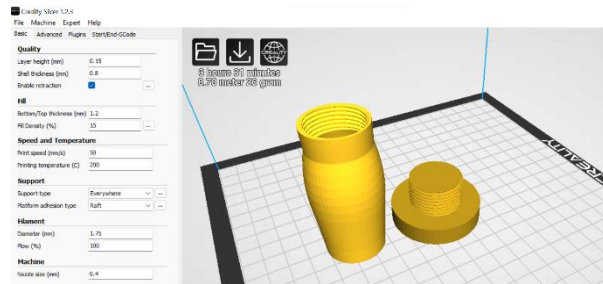 Creality Slicer 1.2.3
File Machine Expert Help
Basic Advanced Plugins Start/End-GCode
Quality
Layer height (mm) 0.15
Shell thickness (mm) 0.8
Enable retraction ...
Fill
Bottom/Top thickness (mm) 1.2
Fill Density (%) 15 ...
Speed and Temperature
Print speed (mm/s) 50
Printing temperature (C) 200
Support
Support type Everywhere ...
Platform adhesion type Raft ...
Filament
Diameter (mm) 1.75
Flow (%) 100
Machine
Nozzle size (mm) 0.4
CREALITY
3 hours 31 minutes
8.76 meter 26 gram
CREALITY